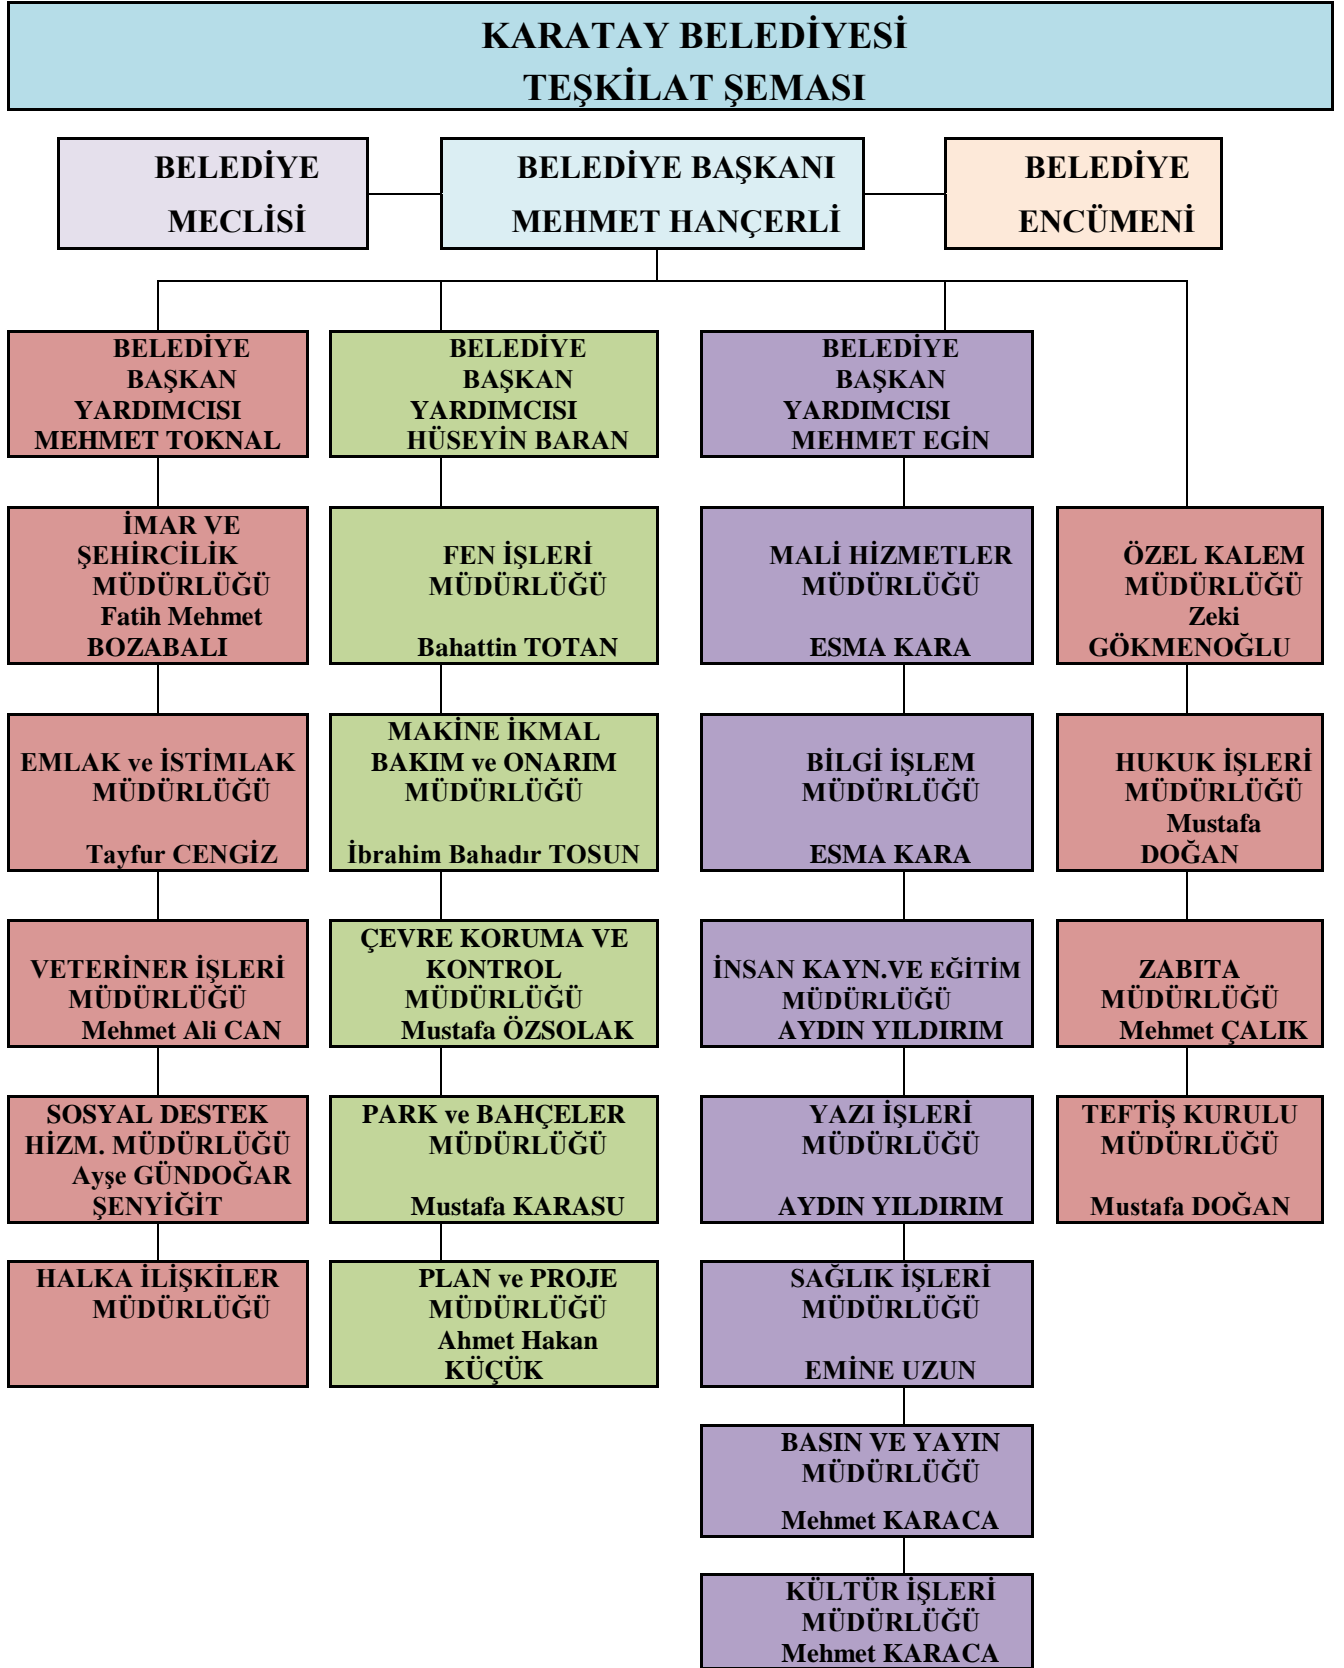 KARATAY BELEDİYESİ
TEŞKİLAT ŞEMASI
BELEDİYE
MECLİSİ
BELEDİYE BAŞKANI
MEHMET HANÇERLİ
BELEDİYE
ENCÜMENİ
BELEDİYE
BAŞKAN
YARDIMCISI
MEHMET TOKNAL
BELEDİYE
BAŞKAN
YARDIMCISI
HÜSEYİN BARAN
BELEDİYE
BAŞKAN
YARDIMCISI
MEHMET EGİN
İMAR VE
ŞEHİRCİLİK
MÜDÜRLÜĞÜ
Fatih Mehmet
BOZABALI
FEN İŞLERİ
MÜDÜRLÜĞÜ
Bahattin TOTAN
MALİ HİZMETLER
MÜDÜRLÜĞÜ
ESMA KARA
ÖZEL KALEM
MÜDÜRLÜĞÜ
Zeki
GÖKMENOĞLU
EMLAK ve İSTİMLAK
MÜDÜRLÜĞÜ
Tayfur CENGİZ
MAKİNE İKMAL
BAKIM ve ONARIM
MÜDÜRLÜĞÜ
İbrahim Bahadır TOSUN
BİLGİ İŞLEM
MÜDÜRLÜĞÜ
ESMA KARA
HUKUK İŞLERİ
MÜDÜRLÜĞÜ
Mustafa
DOĞAN
VETERİNER İŞLERİ
MÜDÜRLÜĞÜ
Mehmet Ali CAN
ÇEVRE KORUMA VE
KONTROL
MÜDÜRLÜĞÜ
Mustafa ÖZSOLAK
İNSAN KAYN.VE EĞİTİM
MÜDÜRLÜĞÜ
AYDIN YILDIRIM
ZABITA
MÜDÜRLÜĞÜ
Mehmet ÇALIK
SOSYAL DESTEK
HİZM. MÜDÜRLÜĞÜ
Ayşe GÜNDOĞAR
ŞENYİĞİT
PARK ve BAHÇELER
MÜDÜRLÜĞÜ
Mustafa KARASU
YAZI İŞLERİ
MÜDÜRLÜĞÜ
AYDIN YILDIRIM
TEFTİŞ KURULU
MÜDÜRLÜĞÜ
Mustafa DOĞAN
HALKA İLİŞKİLER
MÜDÜRLÜĞÜ
PLAN ve PROJE
MÜDÜRLÜĞÜ
Ahmet Hakan
KÜÇÜK
SAĞLIK İŞLERİ
MÜDÜRLÜĞÜ
EMİNE UZUN
BASIN VE YAYIN
MÜDÜRLÜĞÜ
Mehmet KARACA
KÜLTÜR İŞLERİ
MÜDÜRLÜĞÜ
Mehmet KARACA